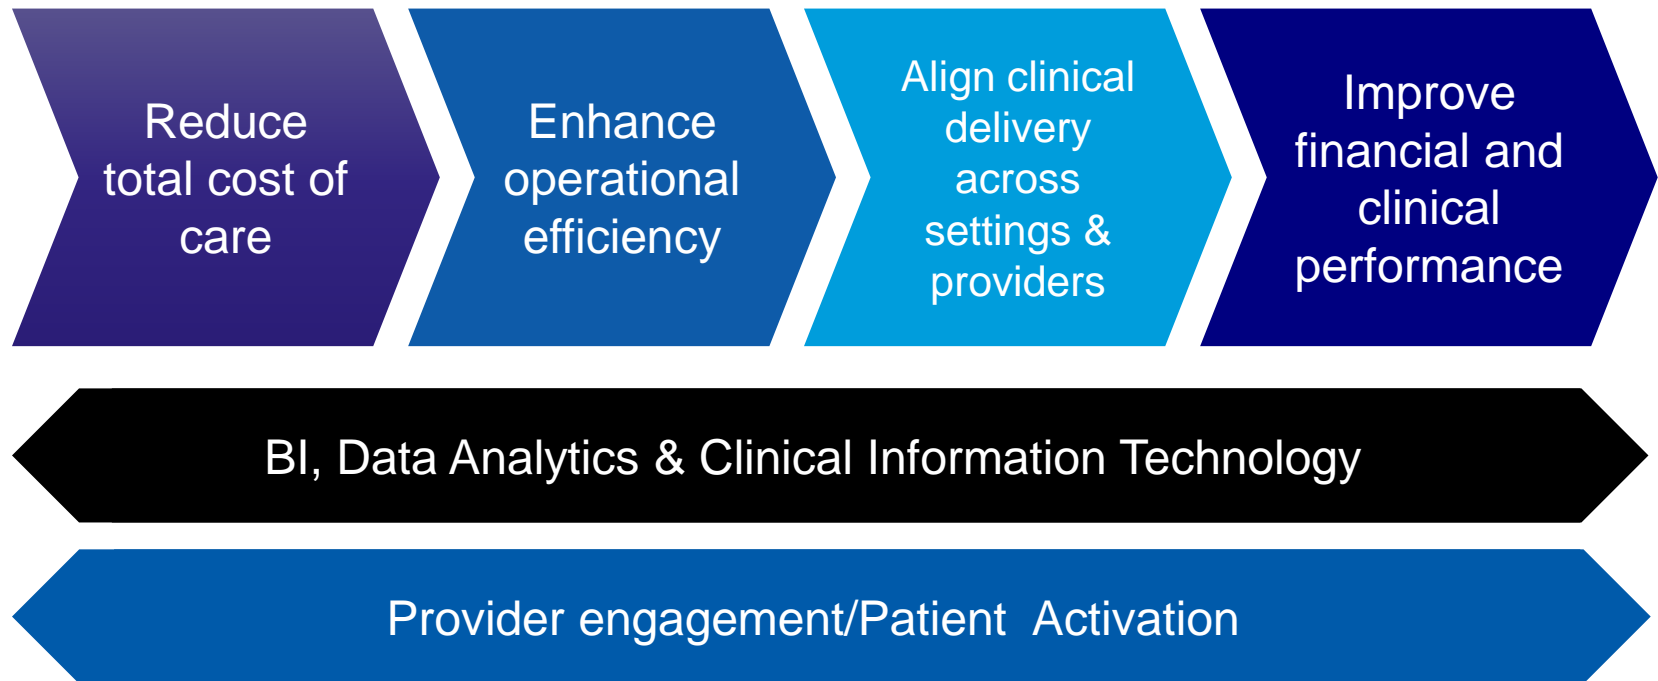 Reduce
total cost of
care
Enhance
operational
efficiency
Align clinical
delivery
across
settings &
providers
Improve
financial and
clinical
performance
BI, Data Analytics & Clinical Information Technology
Provider engagement/Patient  Activation